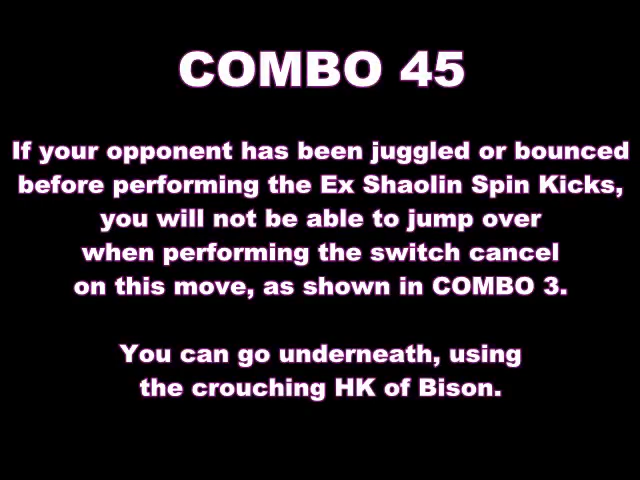 COMBO 45
If your opponent has been juggled or bounced
before performing the Ex Shaolin Spin Kicks,
you will not be able to jump over
when performing the switch cancel
on this move, as shown in COMBO 3.
You can go underneath, using
the crouching HK of Bison.